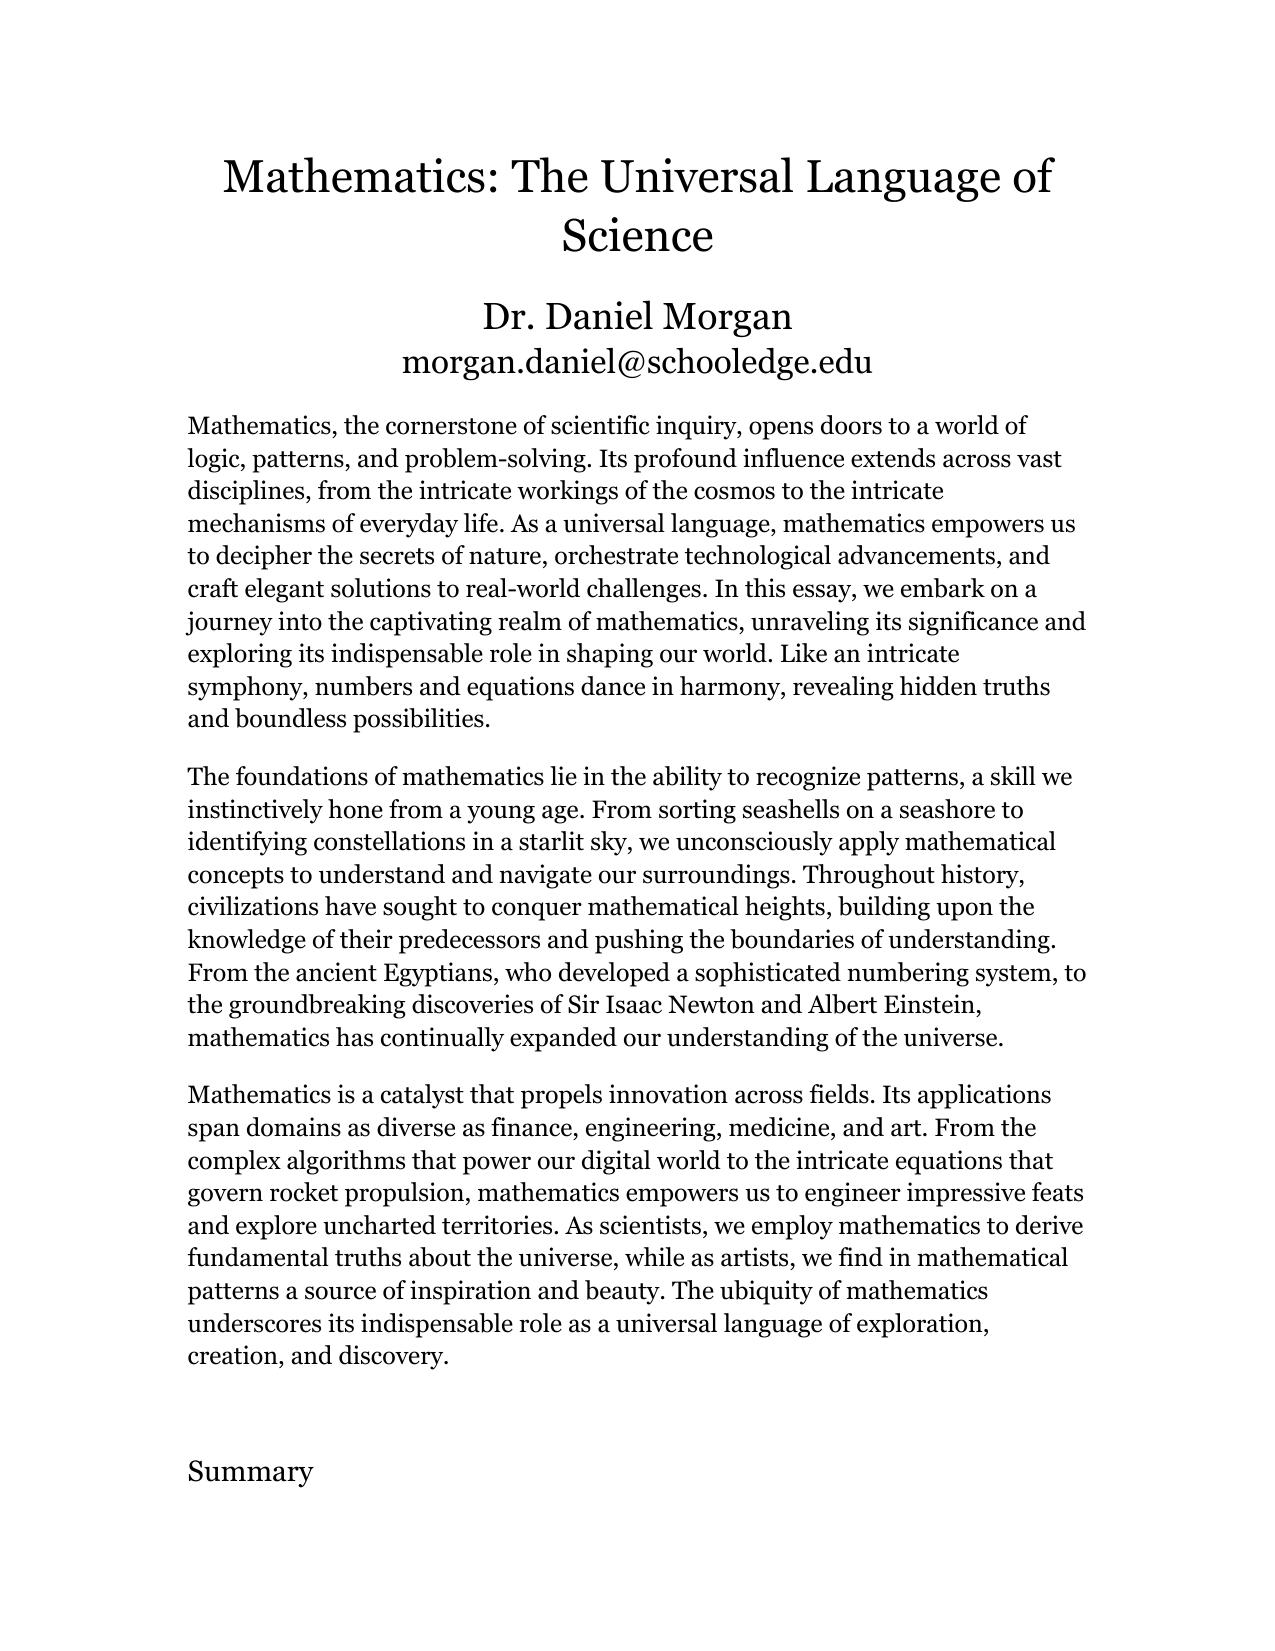 Mathematics: The Universal Language of
Science
Dr. Daniel Morgan
morgan.daniel@schooledge.edu
Mathematics, the cornerstone of scientific inquiry, opens doors to a world of
logic, patterns, and problem-solving. Its profound influence extends across vast
disciplines, from the intricate workings of the cosmos to the intricate
mechanisms of everyday life. As a universal language, mathematics empowers us
to decipher the secrets of nature, orchestrate technological advancements, and
craft elegant solutions to real-world challenges. In this essay, we embark on a
journey into the captivating realm of mathematics, unraveling its significance and
exploring its indispensable role in shaping our world. Like an intricate
symphony, numbers and equations dance in harmony, revealing hidden truths
and boundless possibilities.
The foundations of mathematics lie in the ability to recognize patterns, a skill we
instinctively hone from a young age. From sorting seashells on a seashore to
identifying constellations in a starlit sky, we unconsciously apply mathematical
concepts to understand and navigate our surroundings. Throughout history,
civilizations have sought to conquer mathematical heights, building upon the
knowledge of their predecessors and pushing the boundaries of understanding.
From the ancient Egyptians, who developed a sophisticated numbering system, to
the groundbreaking discoveries of Sir Isaac Newton and Albert Einstein,
mathematics has continually expanded our understanding of the universe.
Mathematics is a catalyst that propels innovation across fields. Its applications
span domains as diverse as finance, engineering, medicine, and art. From the
complex algorithms that power our digital world to the intricate equations that
govern rocket propulsion, mathematics empowers us to engineer impressive feats
and explore uncharted territories. As scientists, we employ mathematics to derive
fundamental truths about the universe, while as artists, we find in mathematical
patterns a source of inspiration and beauty. The ubiquity of mathematics
underscores its indispensable role as a universal language of exploration,
creation, and discovery.
Summary